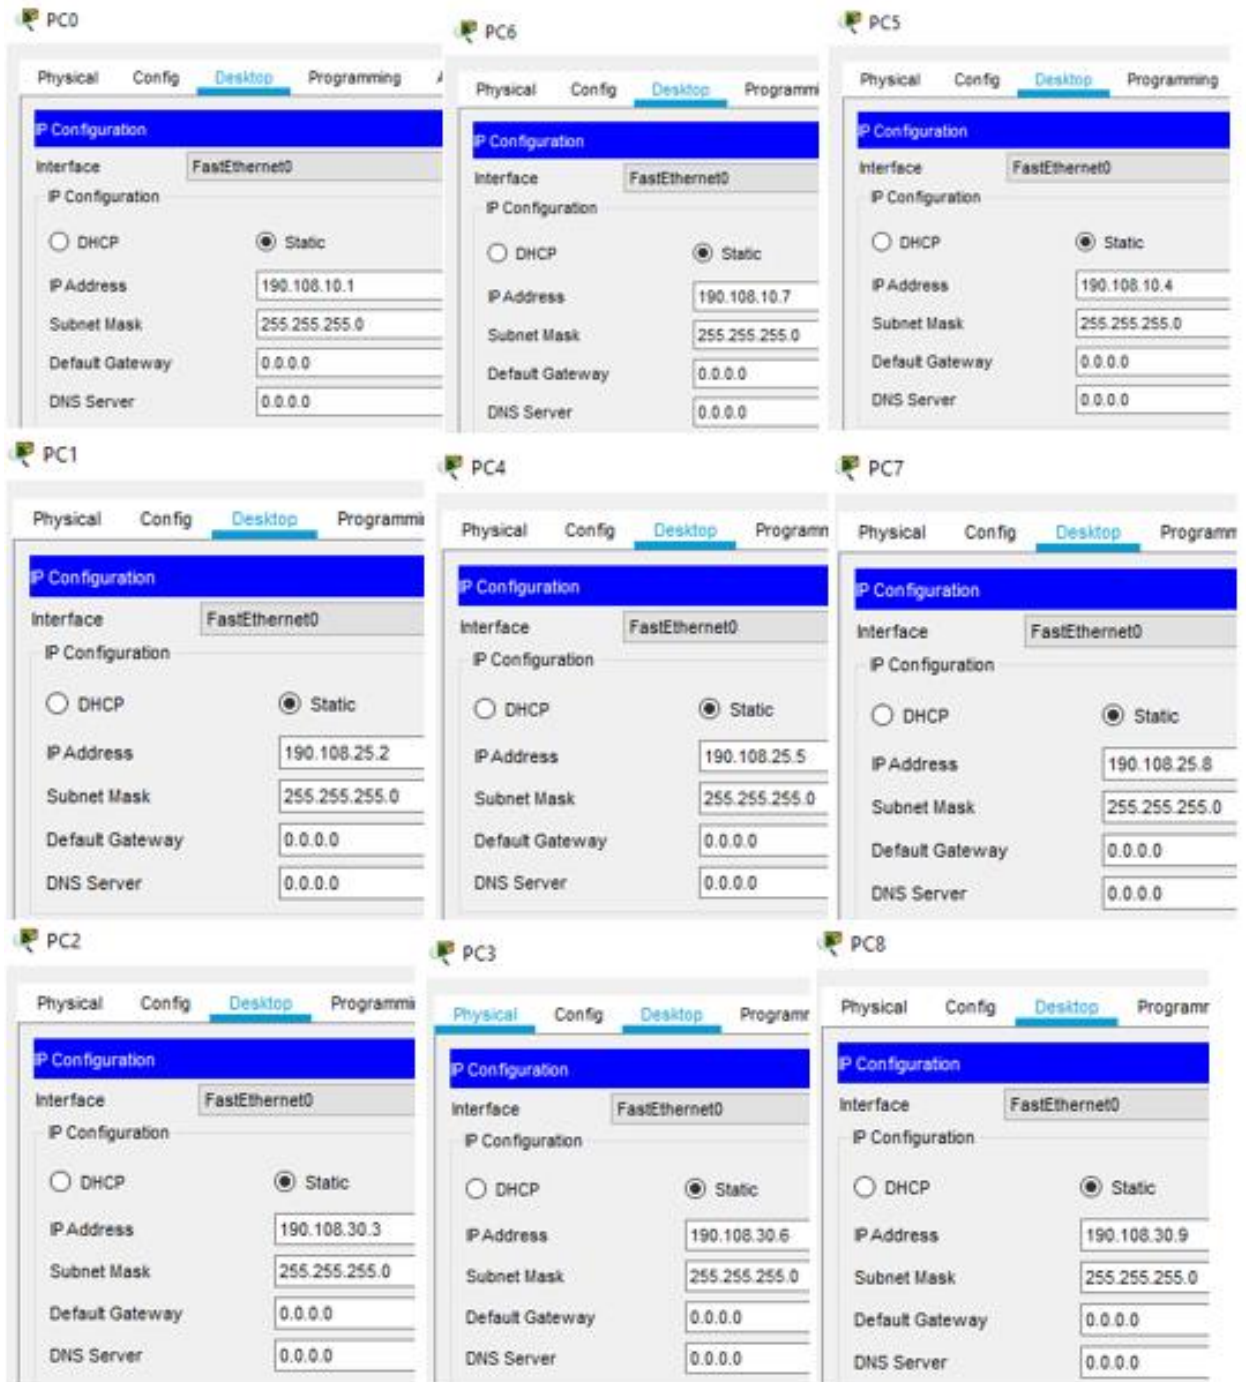 PC0
Physical Config Desktop Programming
IP Configuration
Interface FastEthernet0
IP Configuration
DHCP Static
IP Address 190.108.10.1
Subnet Mask 255.255.255.0
Default Gateway 0.0.0.0
DNS Server 0.0.0.0
PC6
Physical Config Desktop Programmi
IP Configuration
Interface FastEthernet0
IP Configuration
DHCP Static
IP Address 190.108.10.7
Subnet Mask 255.255.255.0
Default Gateway 0.0.0.0
DNS Server 0.0.0.0
PC5
Physical Config Desktop Programming
IP Configuration
Interface FastEthernet0
IP Configuration
DHCP Static
IP Address 190.108.10.4
Subnet Mask 255.255.255.0
Default Gateway 0.0.0.0
DNS Server 0.0.0.0
PC1
Physical Config Desktop Programmi
IP Configuration
Interface FastEthernet0
IP Configuration
DHCP Static
IP Address 190.108.25.2
Subnet Mask 255.255.255.0
Default Gateway 0.0.0.0
DNS Server 0.0.0.0
PC4
Physical Config Desktop Programm
IP Configuration
Interface FastEthernet0
IP Configuration
DHCP Static
IP Address 190.108.25.5
Subnet Mask 255.255.255.0
Default Gateway 0.0.0.0
DNS Server 0.0.0.0
PC7
Physical Config Desktop Programm
IP Configuration
Interface FastEthernet0
IP Configuration
DHCP Static
IP Address 190.108.25.8
Subnet Mask 255.255.255.0
Default Gateway 0.0.0.0
DNS Server 0.0.0.0
PC2
Physical Config Desktop Programmi
IP Configuration
Interface FastEthernet0
IP Configuration
DHCP Static
IP Address 190.108.30.3
Subnet Mask 255.255.255.0
Default Gateway 0.0.0.0
DNS Server 0.0.0.0
PC3
Physical Config Desktop Programm
IP Configuration
Interface FastEthernet0
IP Configuration
DHCP Static
IP Address 190.108.30.6
Subnet Mask 255.255.255.0
Default Gateway 0.0.0.0
DNS Server 0.0.0.0
PC8
Physical Config Desktop Programm
IP Configuration
Interface FastEthernet0
IP Configuration
DHCP Static
IP Address 190.108.30.9
Subnet Mask 255.255.255.0
Default Gateway 0.0.0.0
DNS Server 0.0.0.0